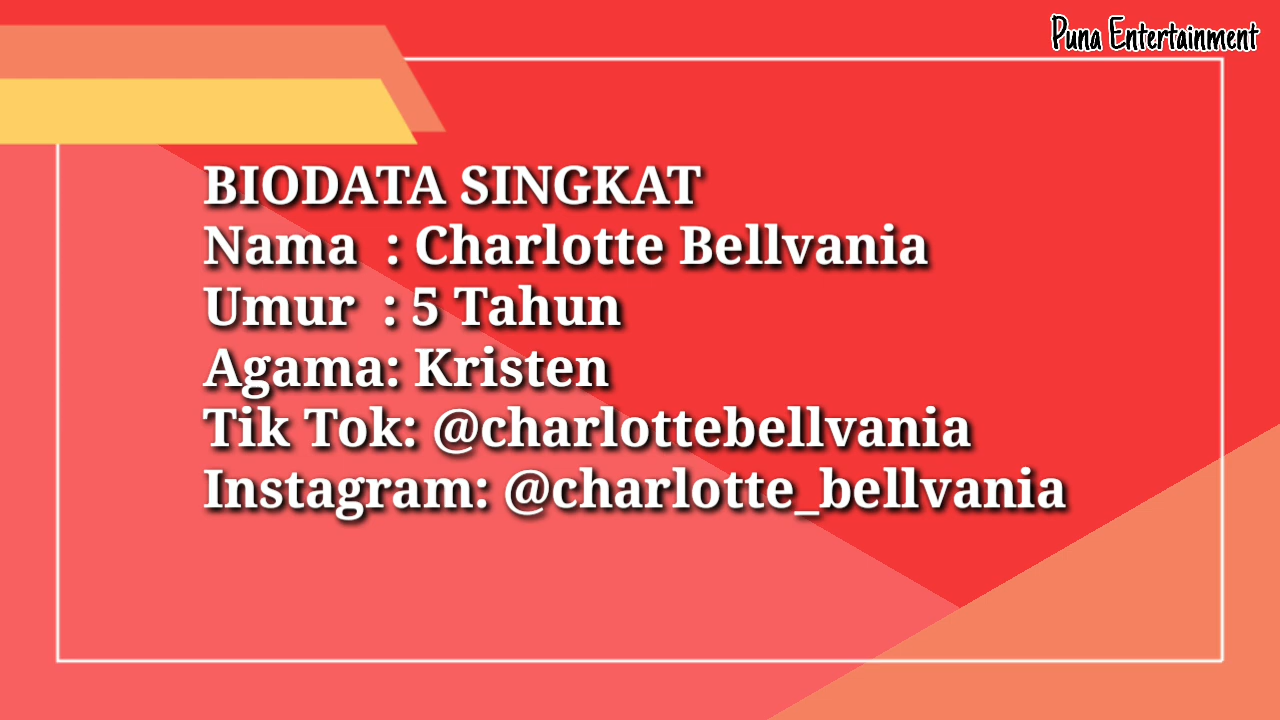 Puna Entertainment
BIODATA SINGKAT
Nama : Charlotte Bellvania
Umur : 5 Tahun
Agama: Kristen
Tik Tok: @charlottebellvania
Instagram: @charlotte_bellvania